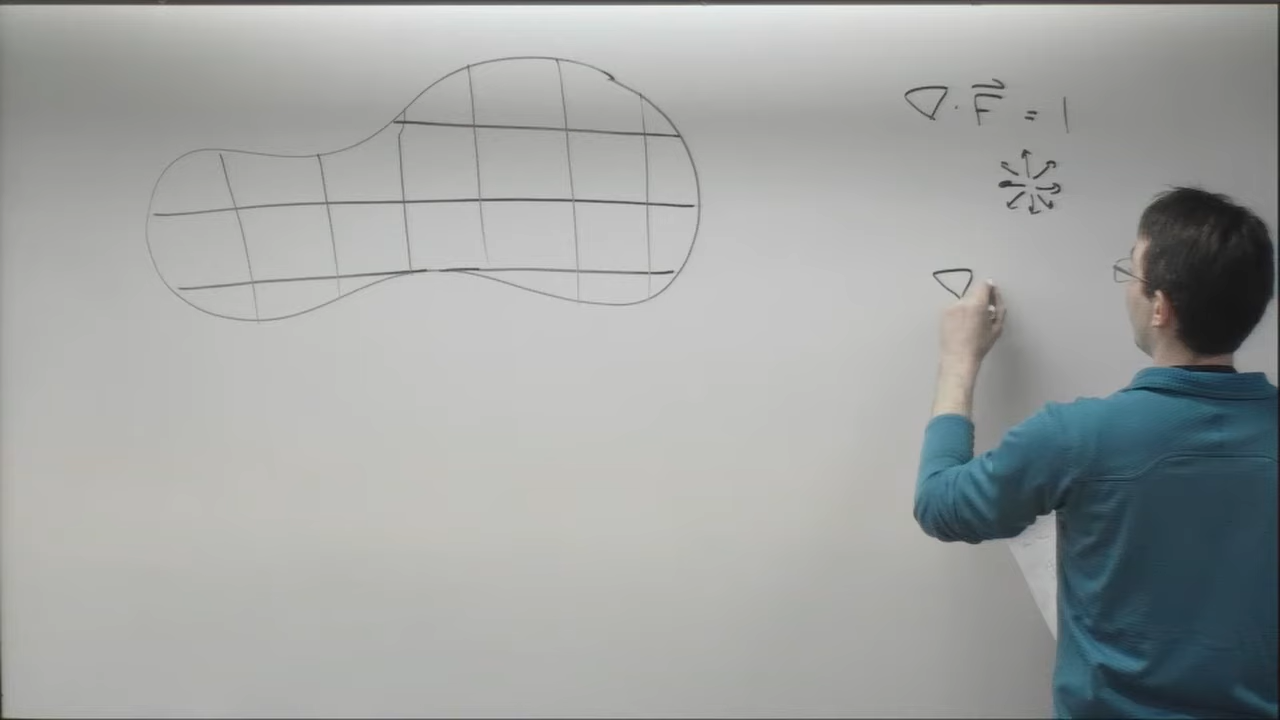 ∇ · F⃗ = 1
∇